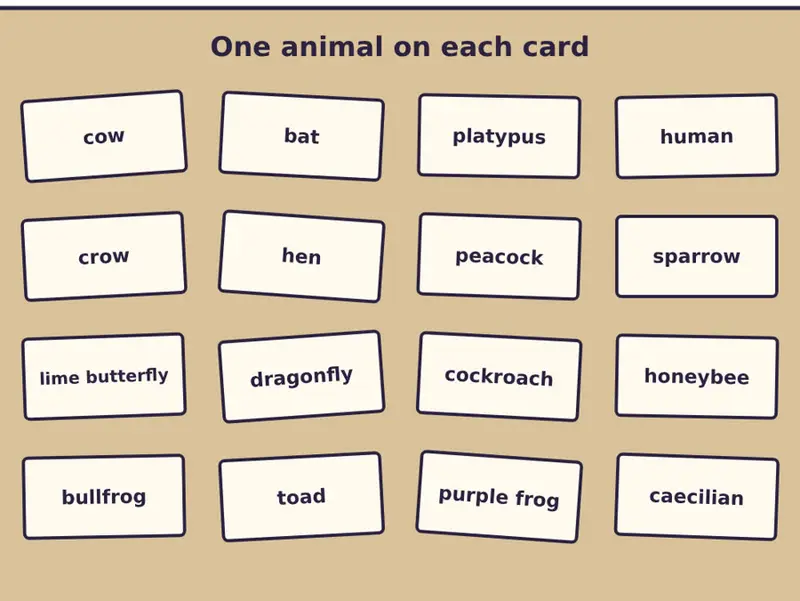 One animal on each card
cow
bat
platypus
human
crow
hen
peacock
sparrow
lime butterfly
dragonfly
cockroach
honeybee
bullfrog
toad
purple frog
caecilian